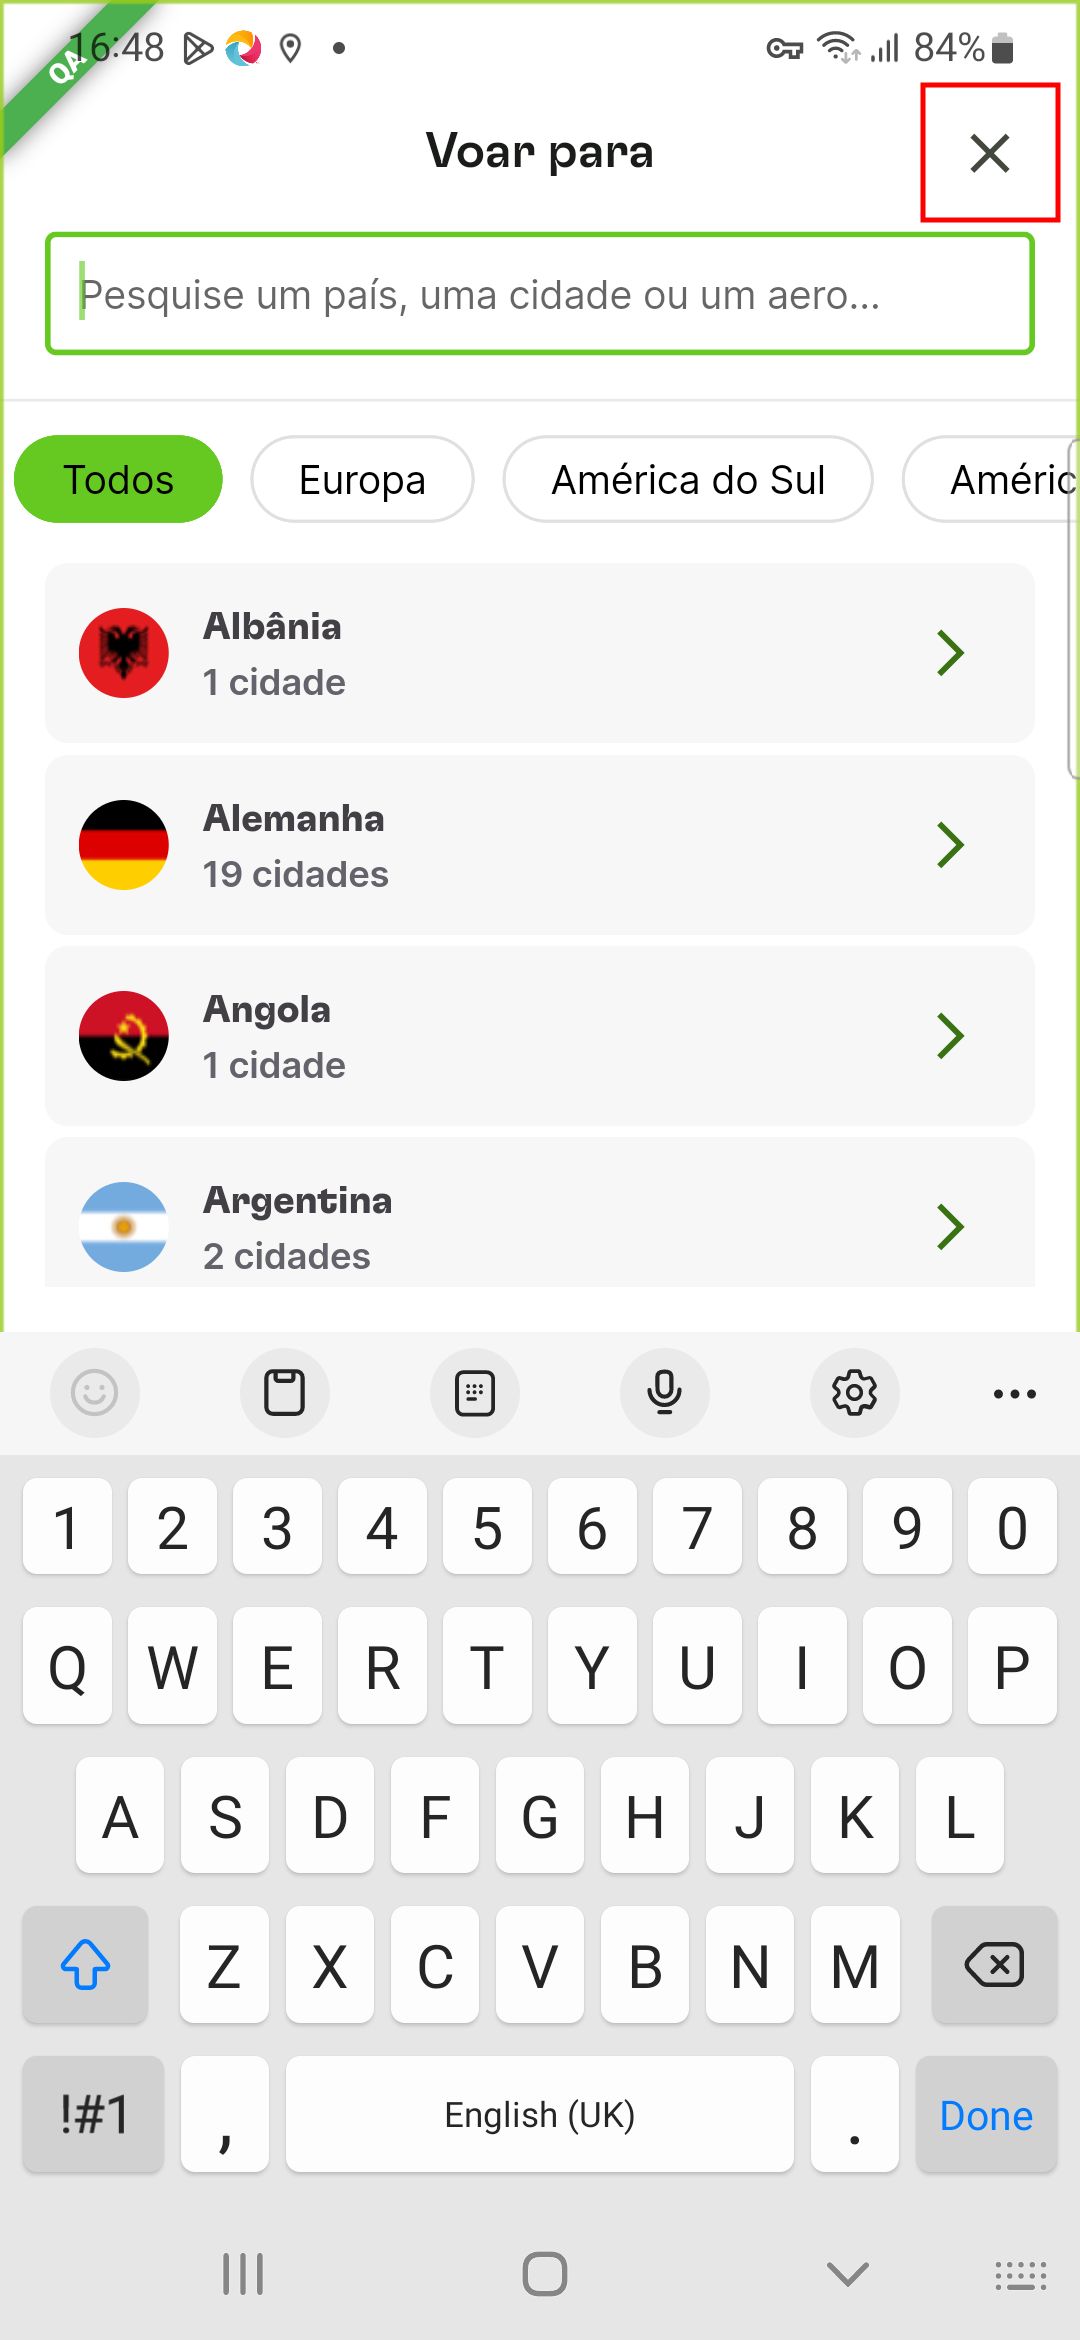 16:48
84%
QA
Voar para
Pesquise um país, uma cidade ou um aero...
Todos
Europa
América do Sul
Améric
Albânia
1 cidade
Alemanha
19 cidades
Angola
1 cidade
Argentina
2 cidades
1 2 3 4 5 6 7 8 9 0
Q W E R T Y U I O P
A S D F G H J K L
Z X C V B N M
!#1 , English (UK) . Done